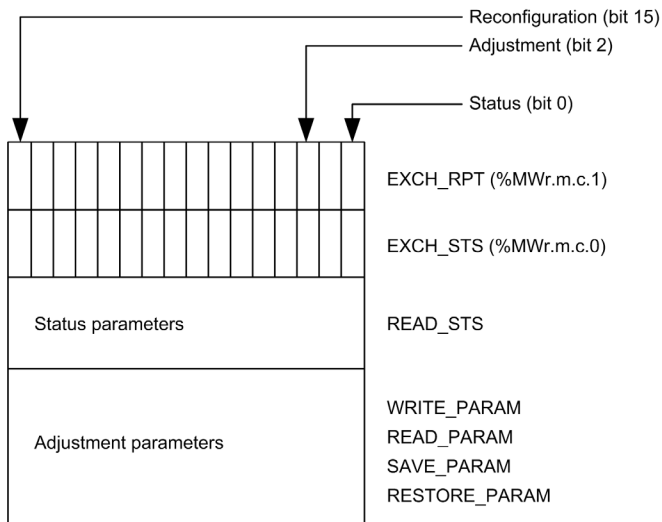 Reconfiguration (bit 15)
Adjustment (bit 2)
Status (bit 0)
EXCH_RPT (%MWr.m.c.1)
EXCH_STS (%MWr.m.c.0)
Status parameters
READ_STS
WRITE_PARAM
Adjustment parameters
READ_PARAM
SAVE_PARAM
RESTORE_PARAM